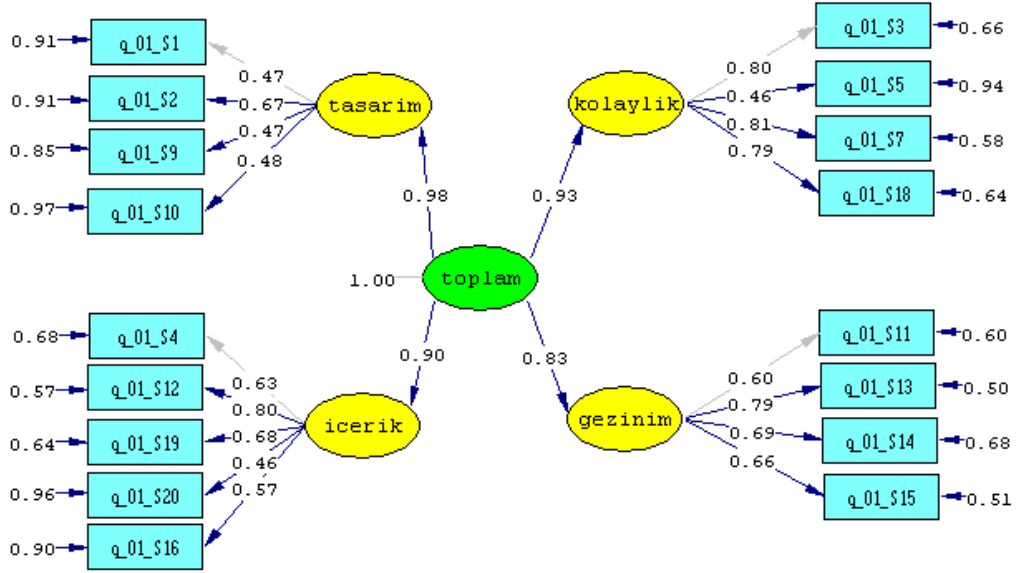 0.91
q_01_S1
0.47
0.91
q_01_S2
0.67
tasarim
0.85
q_01_S9
0.47
0.48
0.97
q_01_S10
q_01_S3
0.66
0.80
kolaylik
0.46
q_01_S5
0.94
0.81
q_01_S7
0.58
0.79
q_01_S18
0.64
0.98
0.93
1.00
toplam
0.90
0.83
0.68
q_01_S4
0.63
0.57
q_01_S12
0.80
icerik
0.64
q_01_S19
0.68
0.46
0.96
q_01_S20
0.57
0.90
q_01_S16
q_01_S11
0.60
0.60
gezinim
0.79
q_01_S13
0.50
0.69
q_01_S14
0.68
0.66
q_01_S15
0.51